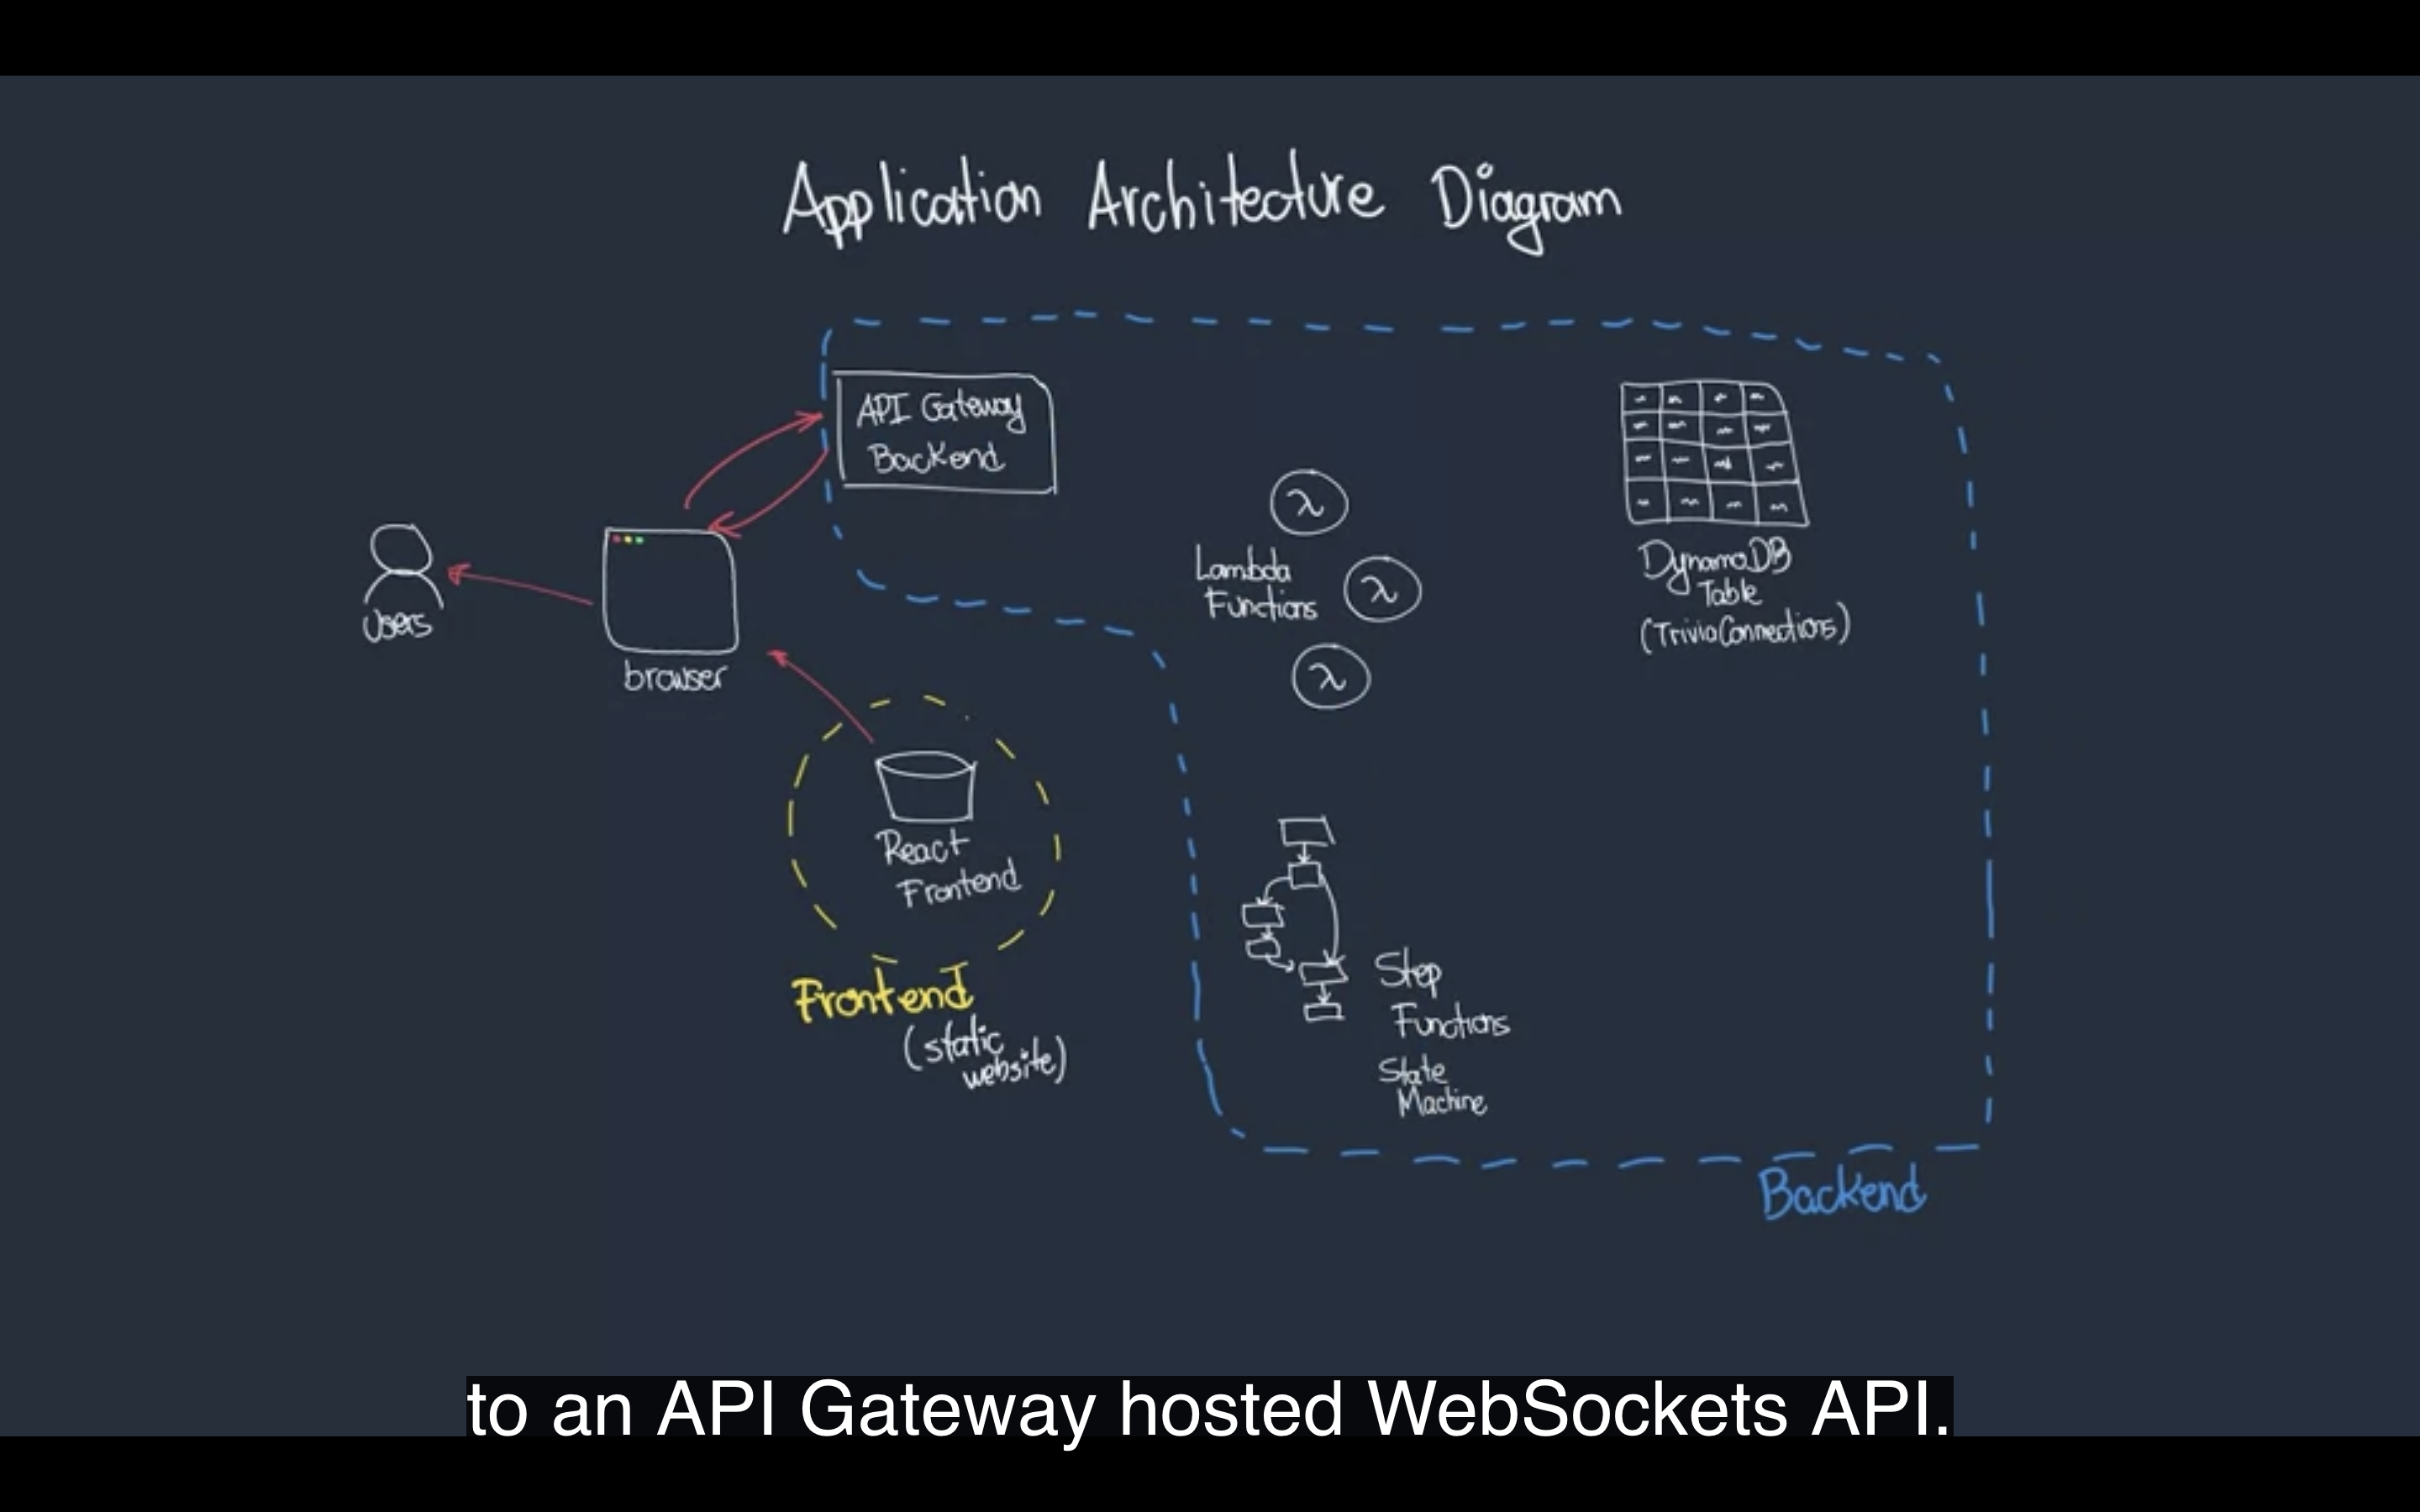 Application Architecture Diagram
API Gateway
Backend
Users
browser
Lambda
Functions
λ
λ
λ
DynamoDB
Table
(TriviaConnections)
React
Frontend
Frontend
(static
website)
Step
Functions
State
Machine
Backend
to an API Gateway hosted WebSockets API.